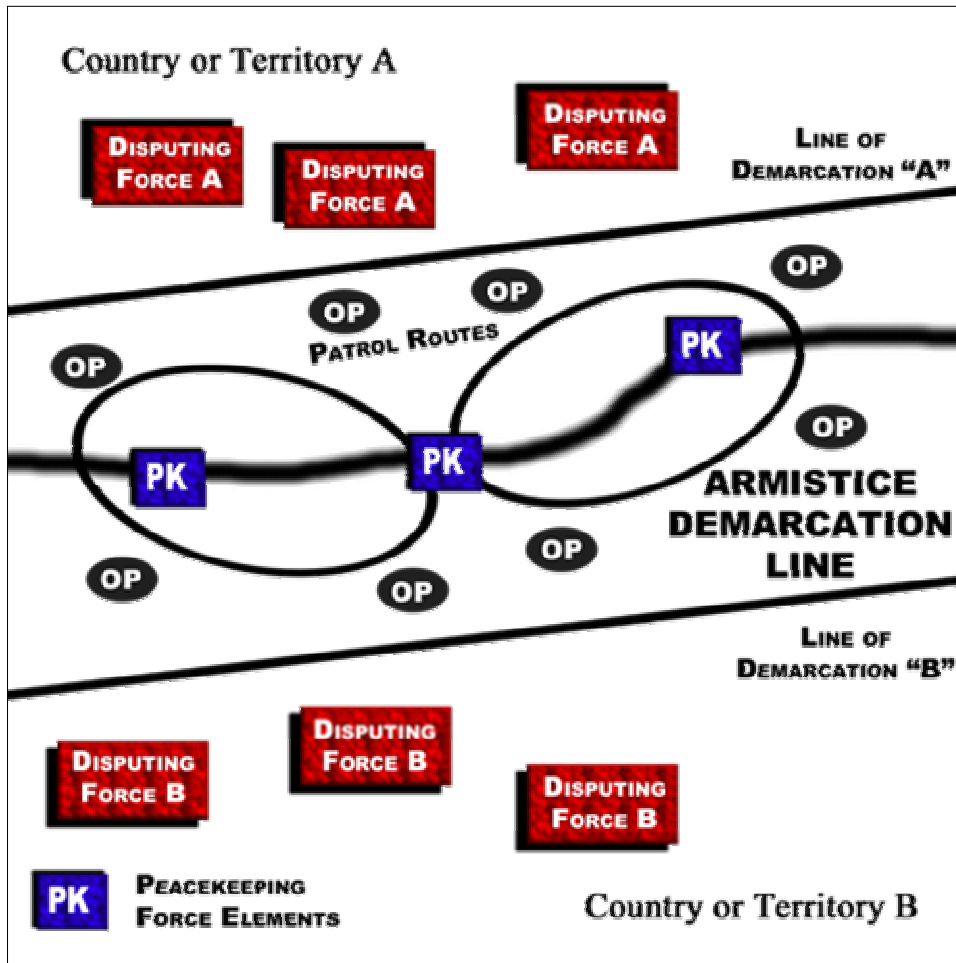 Country or Territory A
DISPUTING
FORCE A
DISPUTING
FORCE A
DISPUTING
FORCE A
LINE OF
DEMARCATION “A”
OP
OP
OP
OP
PATROL ROUTES
PK
OP
PK
PK
OP
OP
OP
ARMISTICE
DEMARCATION
LINE
LINE OF
DEMARCATION “B”
DISPUTING
FORCE B
DISPUTING
FORCE B
DISPUTING
FORCE B
PK
PEACEKEEPING
FORCE ELEMENTS
Country or Territory B